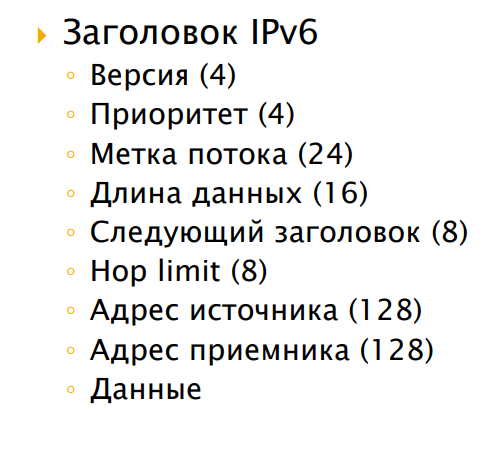 Заголовок IPv6
Версия (4)
Приоритет (4)
Метка потока (24)
Длина данных (16)
Следующий заголовок (8)
Hop limit (8)
Адрес источника (128)
Адрес приемника (128)
Данные